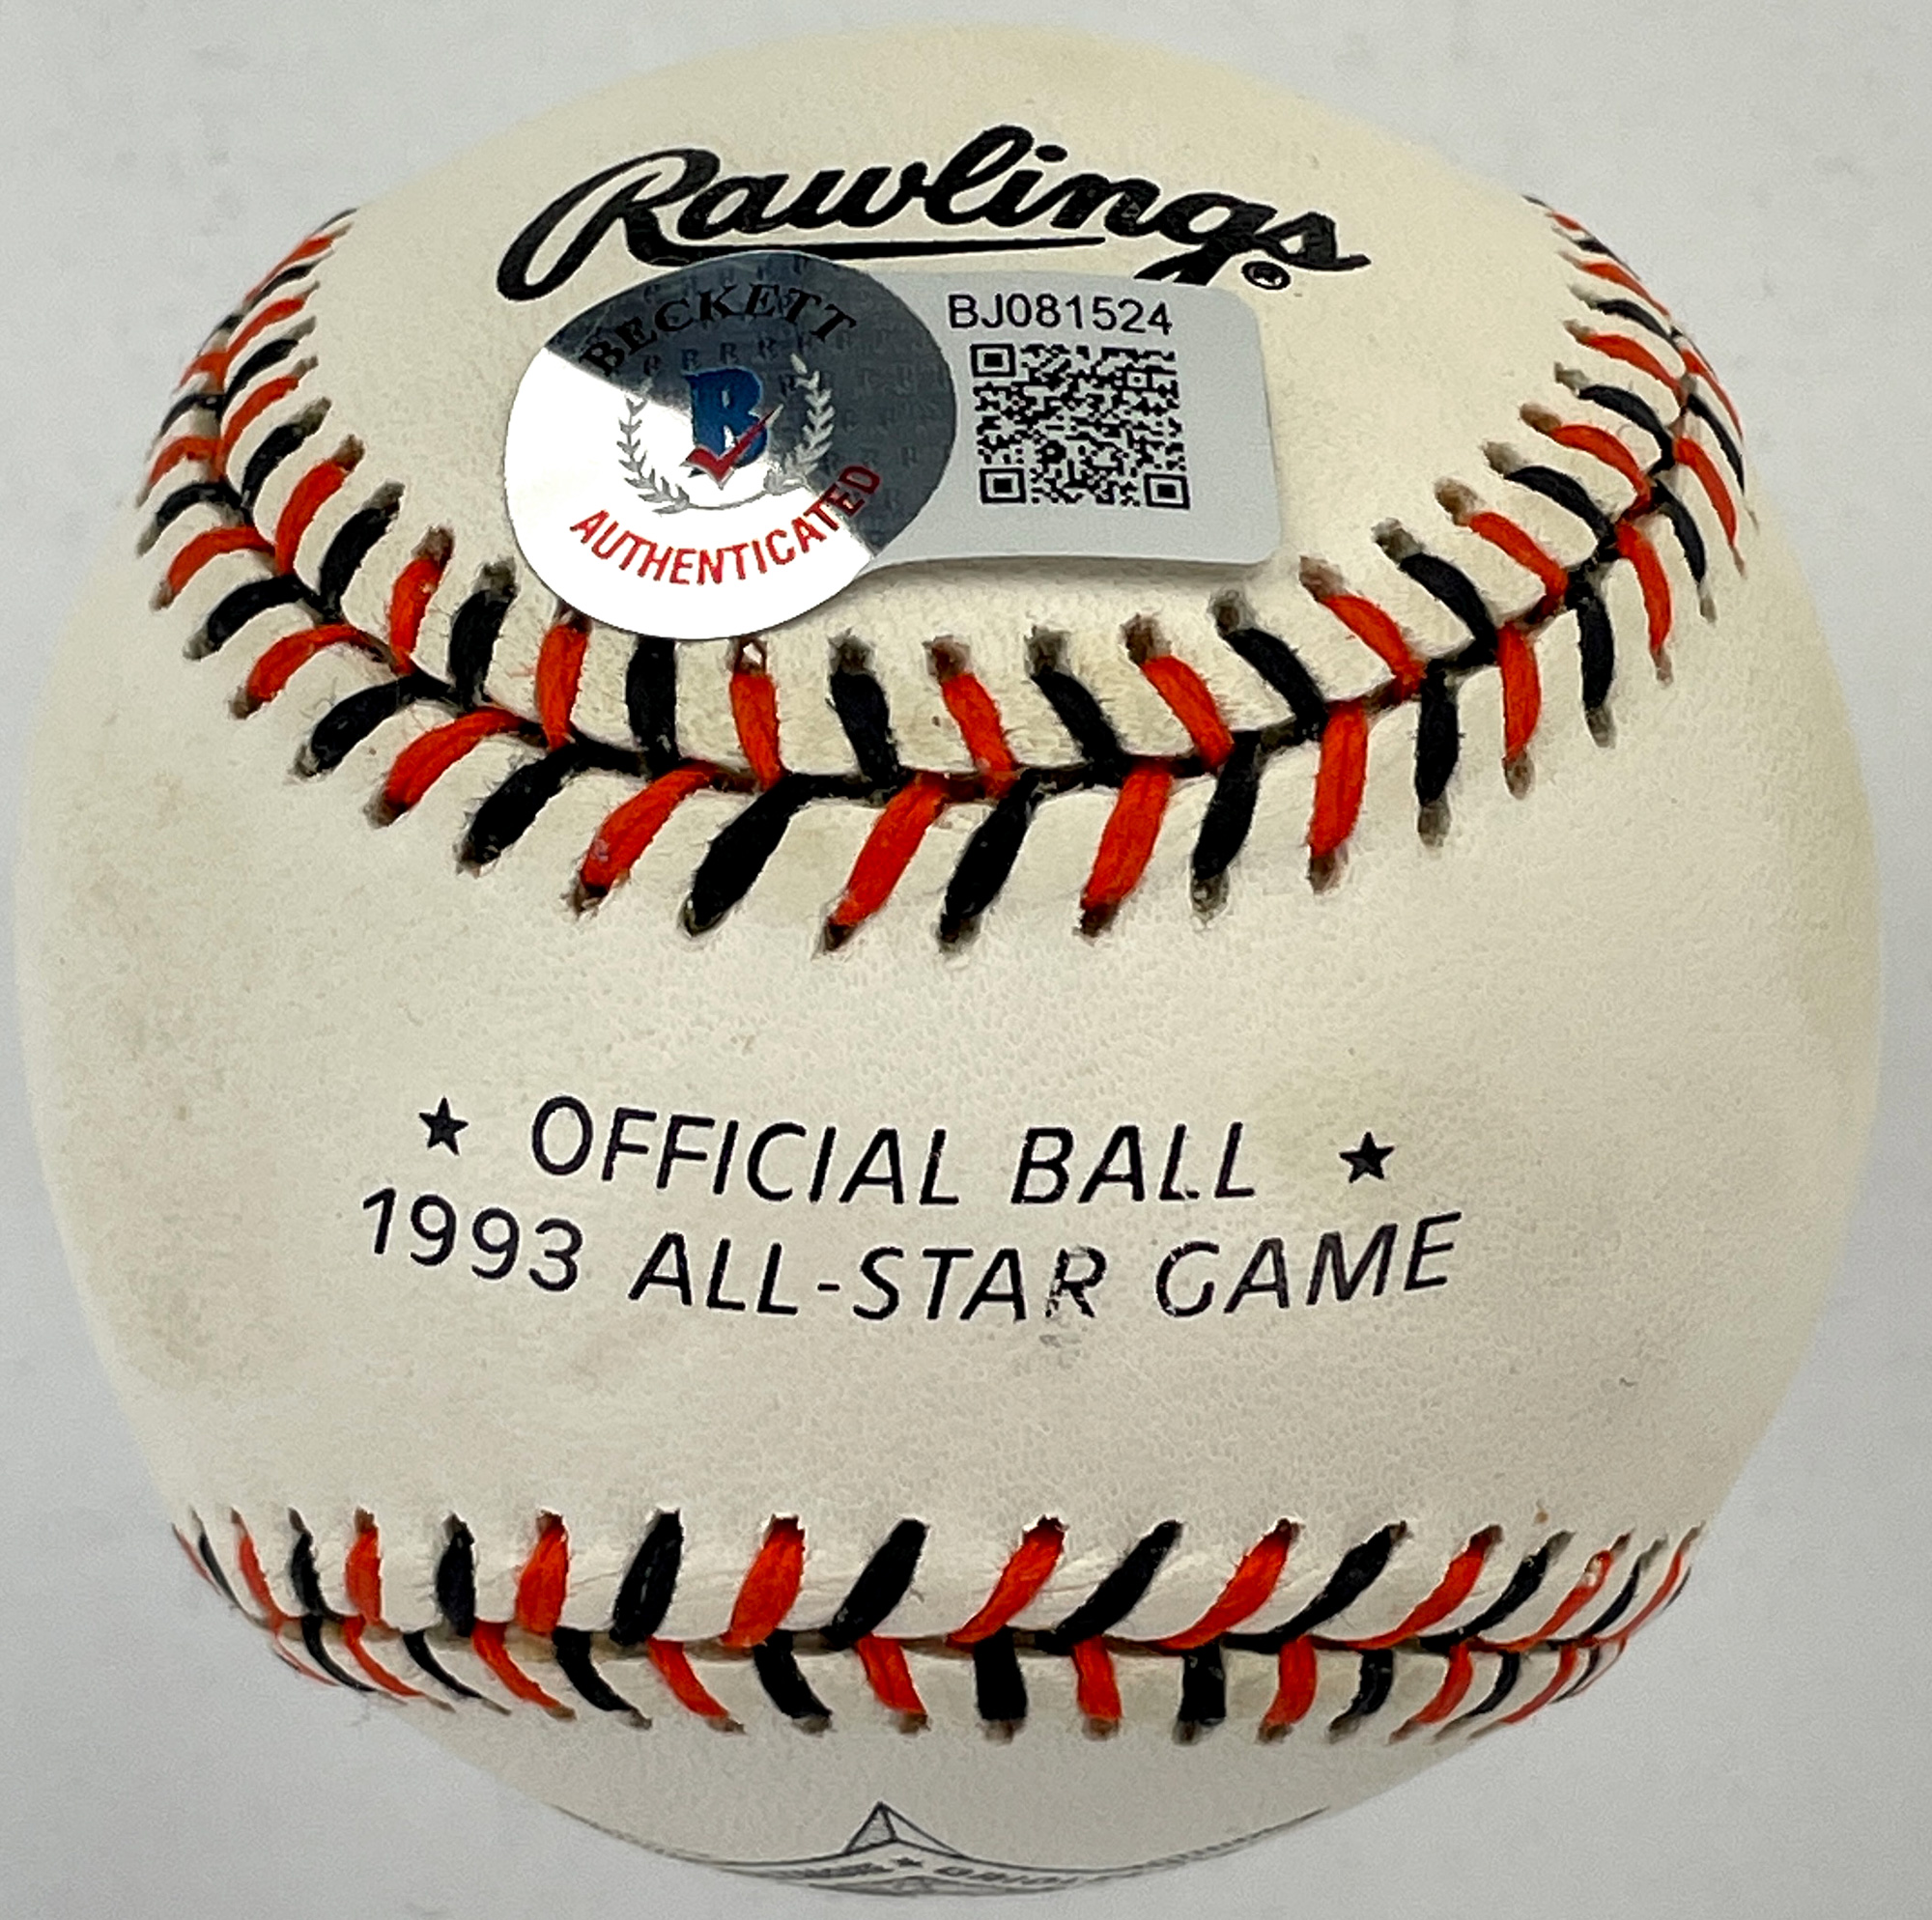 Rawlings®
BECKETT
B
AUTHENTICATED
BJ081524
★ OFFICIAL BALL ★
1993 ALL-STAR GAME